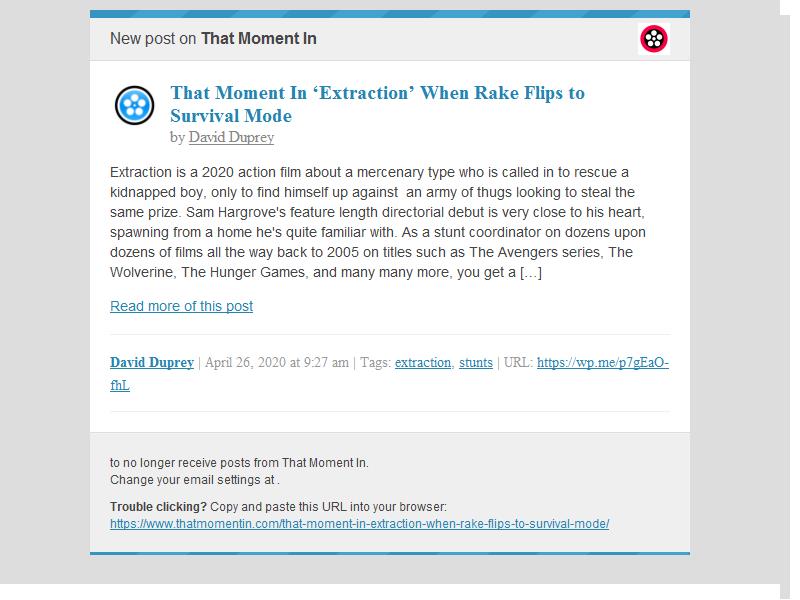 New post on That Moment In
That Moment In ‘Extraction’ When Rake Flips to
Survival Mode
by David Duprey
Extraction is a 2020 action film about a mercenary type who is called in to rescue a
kidnapped boy, only to find himself up against  an army of thugs looking to steal the
same prize. Sam Hargrove's feature length directorial debut is very close to his heart,
spawning from a home he's quite familiar with. As a stunt coordinator on dozens upon
dozens of films all the way back to 2005 on titles such as The Avengers series, The
Wolverine, The Hunger Games, and many many more, you get a […]
Read more of this post
David Duprey | April 26, 2020 at 9:27 am | Tags: extraction, stunts | URL: https://wp.me/p7gEaO-
fhL
to no longer receive posts from That Moment In.
Change your email settings at .
Trouble clicking? Copy and paste this URL into your browser:
https://www.thatmomentin.com/that-moment-in-extraction-when-rake-flips-to-survival-mode/